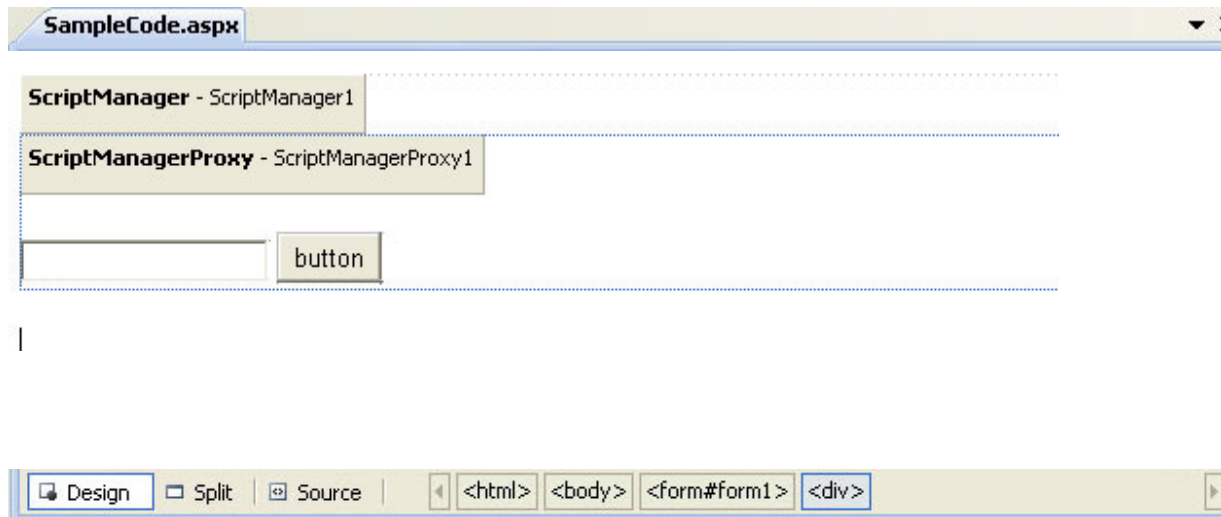 SampleCode.aspx
ScriptManager - ScriptManager1
ScriptManagerProxy - ScriptManagerProxy1
button
Design Split Source <html> <body> <form#form1> <div>